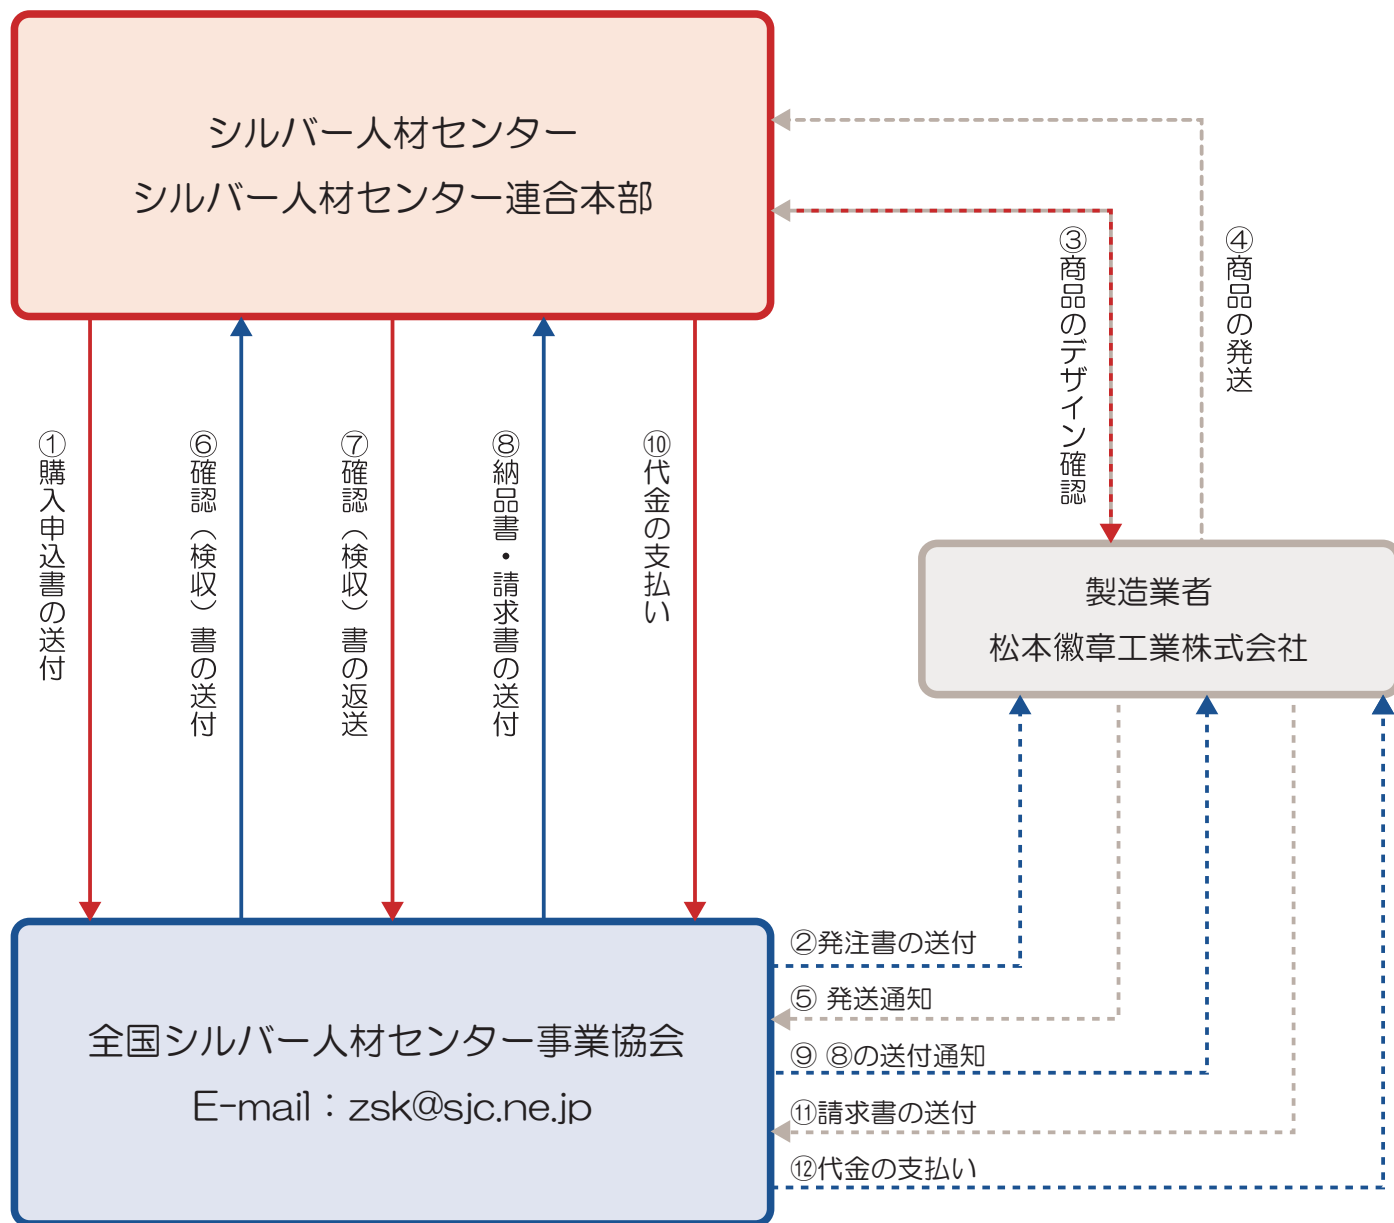 シルバー人材センター
シルバー人材センター連合本部
③商品のデザイン確認
④商品の発送
①購入申込書の送付
⑥確認（検収）書の送付
⑦確認（検収）書の返送
⑧納品書・請求書の送付
⑩代金の支払い
製造業者
松本徽章工業株式会社
全国シルバー人材センター事業協会
E-mail：zsk@sjc.ne.jp
②発注書の送付
⑤ 発送通知
⑨ ⑧の送付通知
⑪請求書の送付
⑫代金の支払い